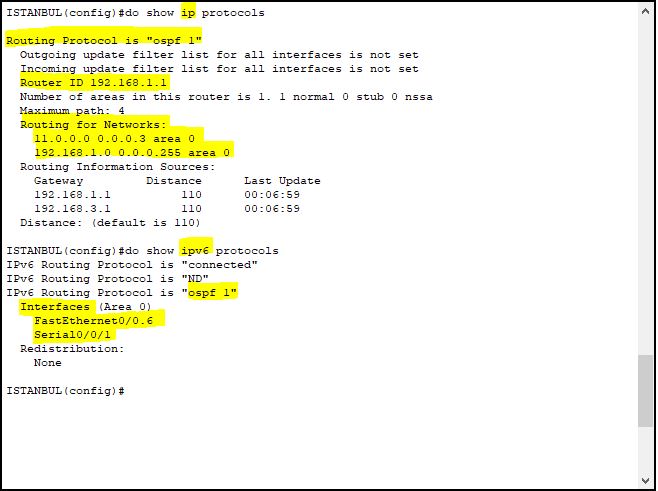 ISTANBUL(config)#do show ip protocols
Routing Protocol is "ospf 1"
Outgoing update filter list for all interfaces is not set
Incoming update filter list for all interfaces is not set
Router ID 192.168.1.1
Number of areas in this router is 1. 1 normal 0 stub 0 nssa
Maximum path: 4
Routing for Networks:
11.0.0.0 0.0.0.3 area 0
192.168.1.0 0.0.0.255 area 0
Routing Information Sources:
Gateway Distance Last Update
192.168.1.1 110 00:06:59
192.168.3.1 110 00:06:59
Distance: (default is 110)
ISTANBUL(config)#do show ipv6 protocols
IPv6 Routing Protocol is "connected"
IPv6 Routing Protocol is "ND"
IPv6 Routing Protocol is "ospf 1"
Interfaces (Area 0)
FastEthernet0/0.6
Serial0/0/1
Redistribution:
None
ISTANBUL(config)#